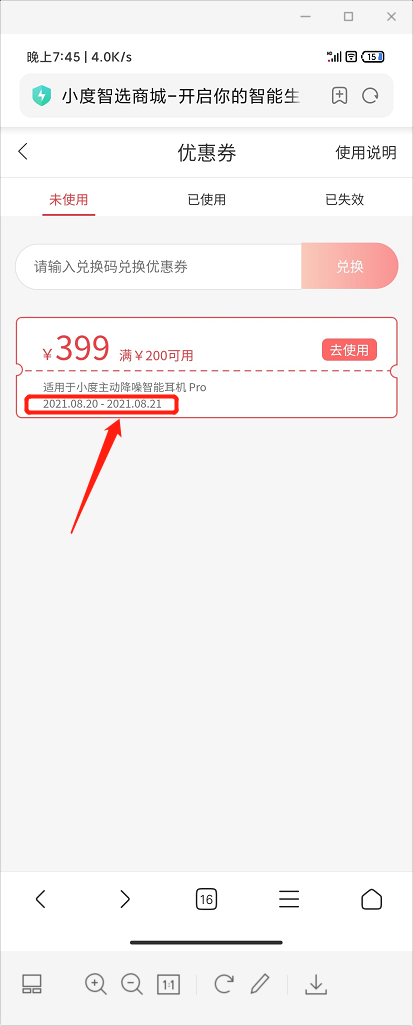 晚上7:45 | 4.0K/s
15
小度智选商城-开启你的智能生
优惠券
使用说明
未使用
已使用
已失效
请输入兑换码兑换优惠券
兑换
¥399 满¥200可用
去使用
适用于小度主动降噪智能耳机 Pro
2021.08.20 - 2021.08.21
16
1:1